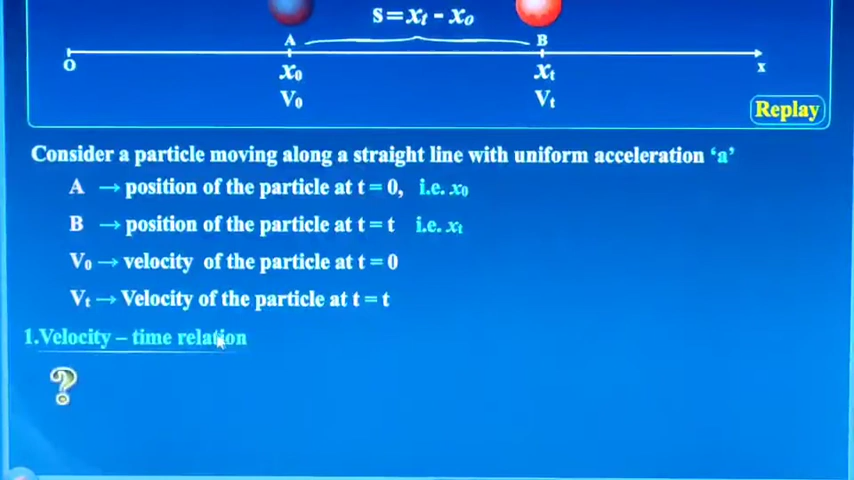 S = xₜ - x₀
A B
O x₀ xₜ x
V₀ Vₜ
Replay
Consider a particle moving along a straight line with uniform acceleration ‘a’
A → position of the particle at t = 0, i.e. x₀
B → position of the particle at t = t i.e. xₜ
V₀ → velocity of the particle at t = 0
Vₜ → Velocity of the particle at t = t
1.Velocity – time relation
?